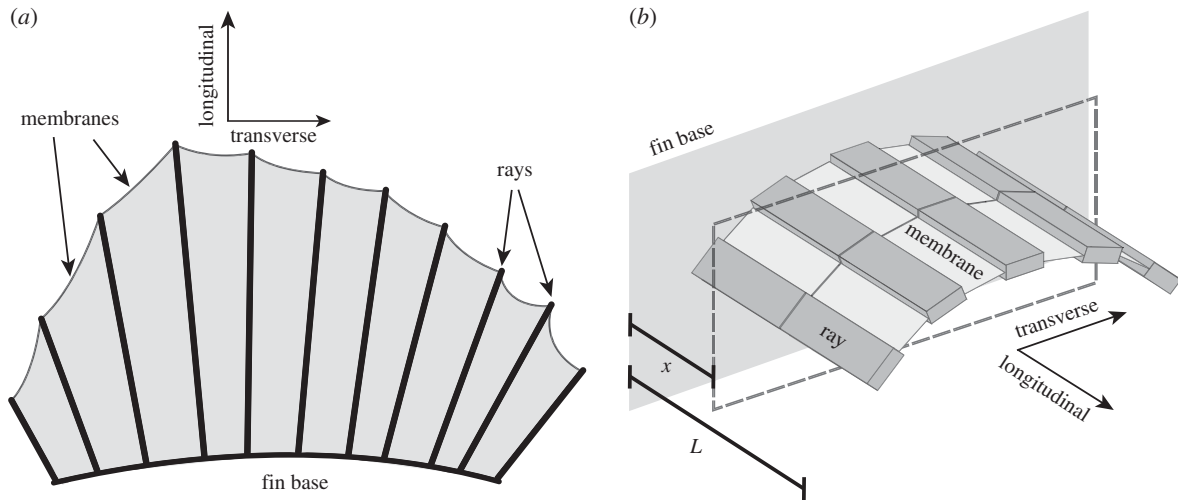 (a)
longitudinal
transverse
membranes
rays
fin base
(b)
fin base
membrane
ray
transverse
longitudinal
x
L